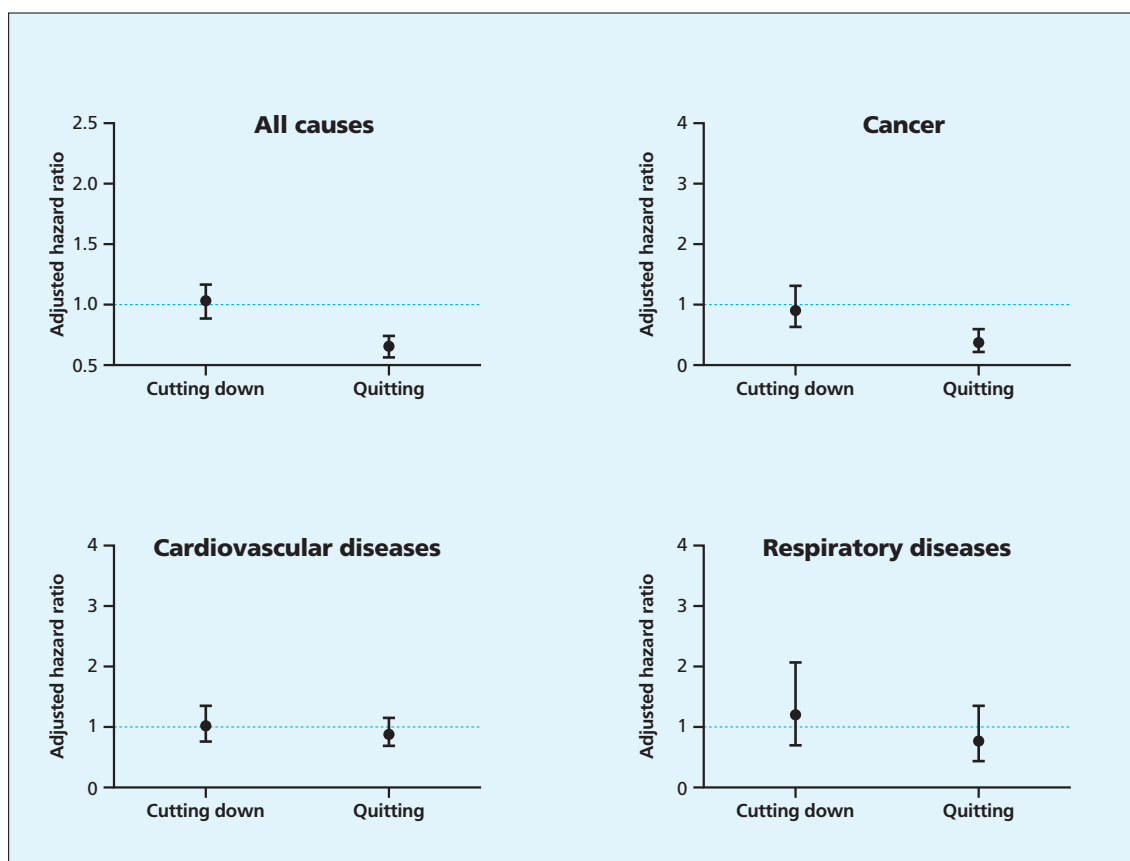 All causes
Adjusted hazard ratio
2.5
2.0
1.5
1.0
0.5
Cutting down
Quitting
Cancer
Adjusted hazard ratio
4
3
2
1
0
Cutting down
Quitting
Cardiovascular diseases
Adjusted hazard ratio
4
3
2
1
0
Cutting down
Quitting
Respiratory diseases
Adjusted hazard ratio
4
3
2
1
0
Cutting down
Quitting